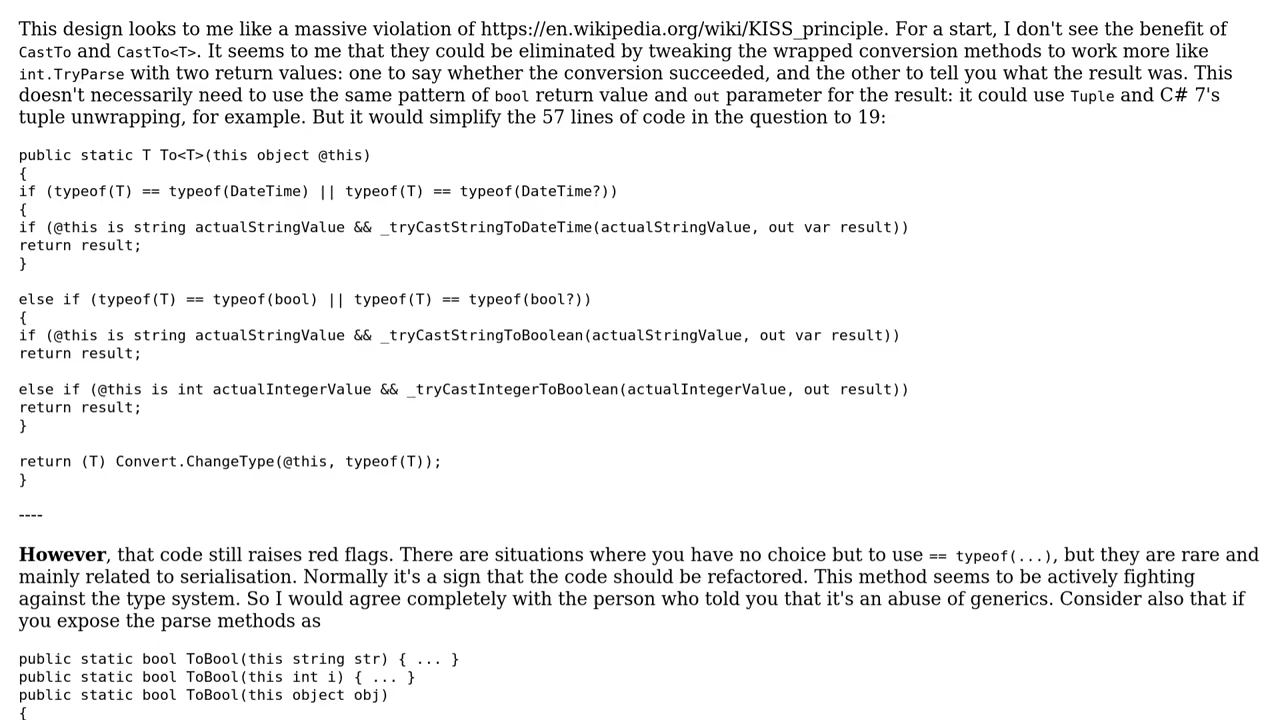 This design looks to me like a massive violation of https://en.wikipedia.org/wiki/KISS_principle. For a start, I don't see the benefit of
CastTo and CastTo<T>. It seems to me that they could be eliminated by tweaking the wrapped conversion methods to work more like
int.TryParse with two return values: one to say whether the conversion succeeded, and the other to tell you what the result was. This
doesn't necessarily need to use the same pattern of bool return value and out parameter for the result: it could use Tuple and C# 7's
tuple unwrapping, for example. But it would simplify the 57 lines of code in the question to 19:
public static T To<T>(this object @this)
{
if (typeof(T) == typeof(DateTime) || typeof(T) == typeof(DateTime?))
{
if (@this is string actualStringValue && _tryCastStringToDateTime(actualStringValue, out var result))
return result;
}
else if (typeof(T) == typeof(bool) || typeof(T) == typeof(bool?))
{
if (@this is string actualStringValue && _tryCastStringToBoolean(actualStringValue, out var result))
return result;
else if (@this is int actualIntegerValue && _tryCastIntegerToBoolean(actualIntegerValue, out result))
return result;
}
return (T) Convert.ChangeType(@this, typeof(T));
}
----
However, that code still raises red flags. There are situations where you have no choice but to use == typeof(...), but they are rare and
mainly related to serialisation. Normally it's a sign that the code should be refactored. This method seems to be actively fighting
against the type system. So I would agree completely with the person who told you that it's an abuse of generics. Consider also that if
you expose the parse methods as
public static bool ToBool(this string str) { ... }
public static bool ToBool(this int i) { ... }
public static bool ToBool(this object obj)
{